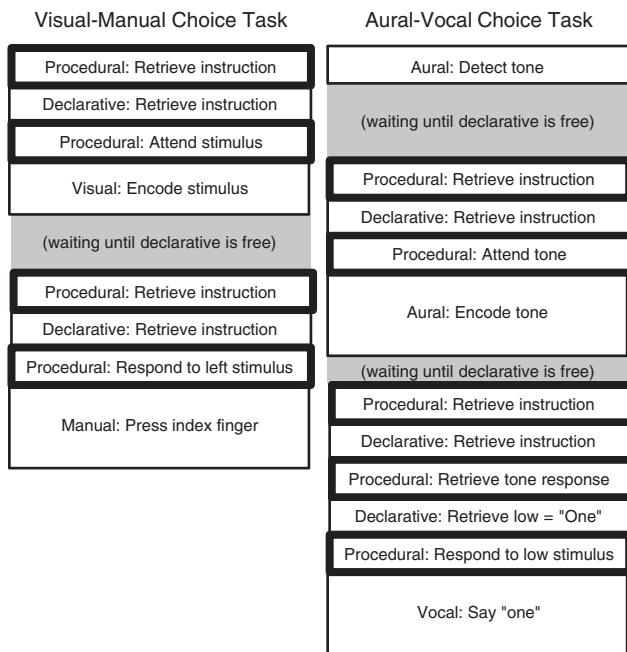 Visual-Manual Choice Task
Procedural: Retrieve instruction
Declarative: Retrieve instruction
Procedural: Attend stimulus
Visual: Encode stimulus
(waiting until declarative is free)
Procedural: Retrieve instruction
Declarative: Retrieve instruction
Procedural: Respond to left stimulus
Manual: Press index finger
Aural-Vocal Choice Task
Aural: Detect tone
(waiting until declarative is free)
Procedural: Retrieve instruction
Declarative: Retrieve instruction
Procedural: Attend tone
Aural: Encode tone
(waiting until declarative is free)
Procedural: Retrieve instruction
Declarative: Retrieve instruction
Procedural: Retrieve tone response
Declarative: Retrieve low = "One"
Procedural: Respond to low stimulus
Vocal: Say "one"